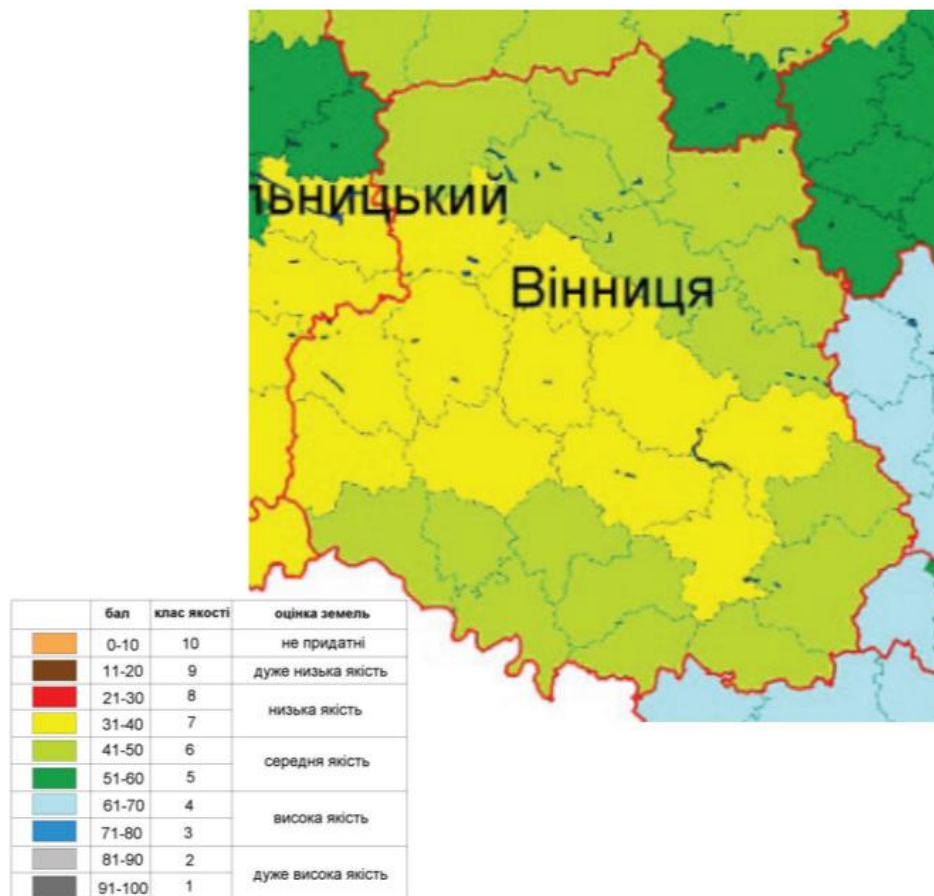 льницький
Вінниця
бал клас якості оцінка земель
0-10 10 не придатні
11-20 9 дуже низька якість
21-30 8
низька якість
31-40 7
41-50 6
середня якість
51-60 5
61-70 4
висока якість
71-80 3
81-90 2
дуже висока якість
91-100 1